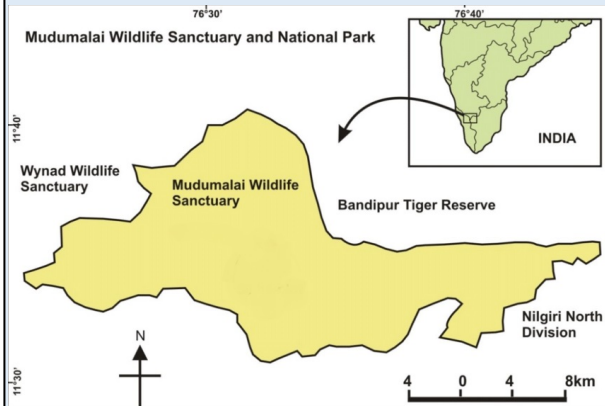 76°30'
76°40'
Mudumalai Wildlife Sanctuary and National Park
INDIA
11°40'
Wynad Wildlife
Sanctuary
Mudumalai Wildlife
Sanctuary
Bandipur Tiger Reserve
Nilgiri North
Division
N
11°30'
4 0 4 8km